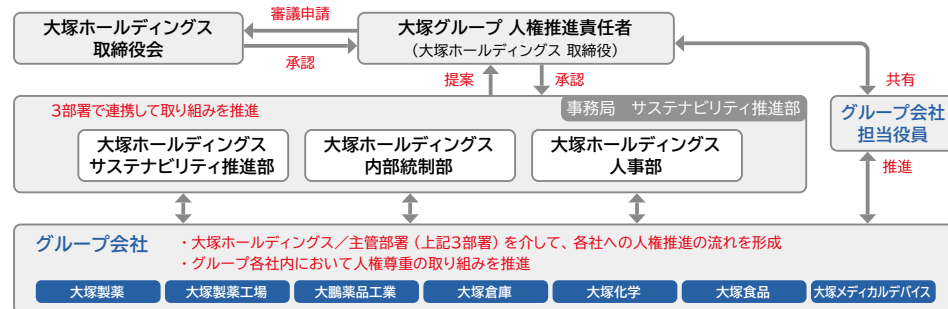 大塚ホールディングス
取締役会
審議申請
承認
大塚グループ 人権推進責任者
(大塚ホールディングス 取締役)
提案
承認
共有
3部署で連携して取り組みを推進
事務局 サステナビリティ推進部
大塚ホールディングス
サステナビリティ推進部
大塚ホールディングス
内部統制部
大塚ホールディングス
人事部
グループ会社
担当役員
推進
グループ会社
・大塚ホールディングス/主管部署(上記3部署)を介して、各社への人権推進の流れを形成
・グループ各社内において人権尊重の取り組みを推進
大塚製薬
大塚製薬工場
大鵬薬品工業
大塚倉庫
大塚化学
大塚食品
大塚メディカルデバイス